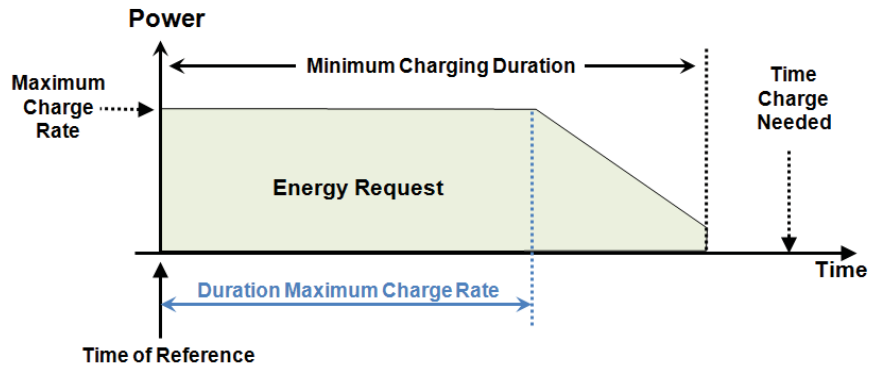 Power
Minimum Charging Duration
Maximum
Charge
Rate
Time
Charge
Needed
Energy Request
Time
Duration Maximum Charge Rate
Time of Reference